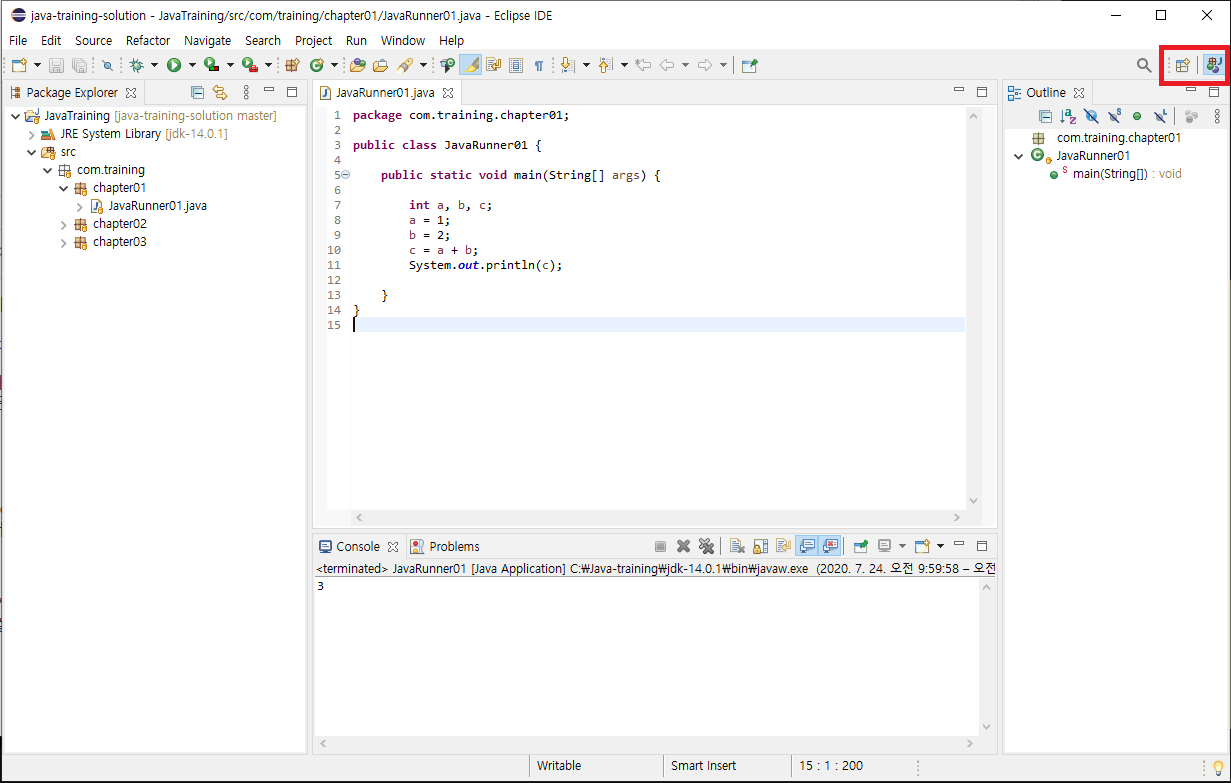 java-training-solution - JavaTraining/src/com/training/chapter01/JavaRunner01.java - Eclipse IDE
File Edit Source Refactor Navigate Search Project Run Window Help
Package Explorer
JavaTraining [java-training-solution master]
JRE System Library [jdk-14.0.1]
src
com.training
chapter01
JavaRunner01.java
chapter02
chapter03
JavaRunner01.java
1 package com.training.chapter01;
2
3 public class JavaRunner01 {
4
5 public static void main(String[] args) {
6
7 int a, b, c;
8 a = 1;
9 b = 2;
10 c = a + b;
11 System.out.println(c);
12
13 }
14 }
15
Outline
com.training.chapter01
JavaRunner01
main(String[]) : void
Console Problems
<terminated> JavaRunner01 [Java Application] C:₩Java-training₩jdk-14.0.1₩bin₩javaw.exe (2020. 7. 24. 오전 9:59:58 – 오전
3
Writable Smart Insert 15 : 1 : 200